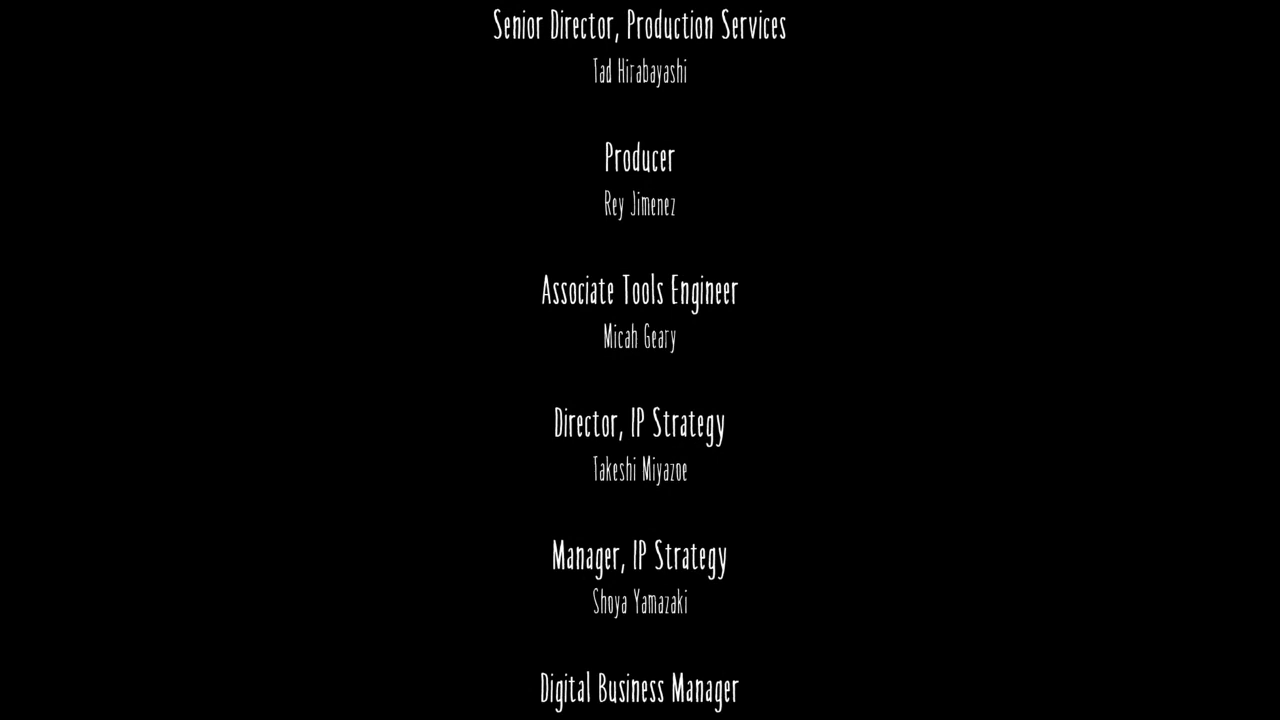 Senior Director, Production Services
Tad Hirabayashi
Producer
Rey Jimenez
Associate Tools Engineer
Micah Geary
Director, IP Strategy
Takeshi Miyazoe
Manager, IP Strategy
Shoya Yamazaki
Digital Business Manager